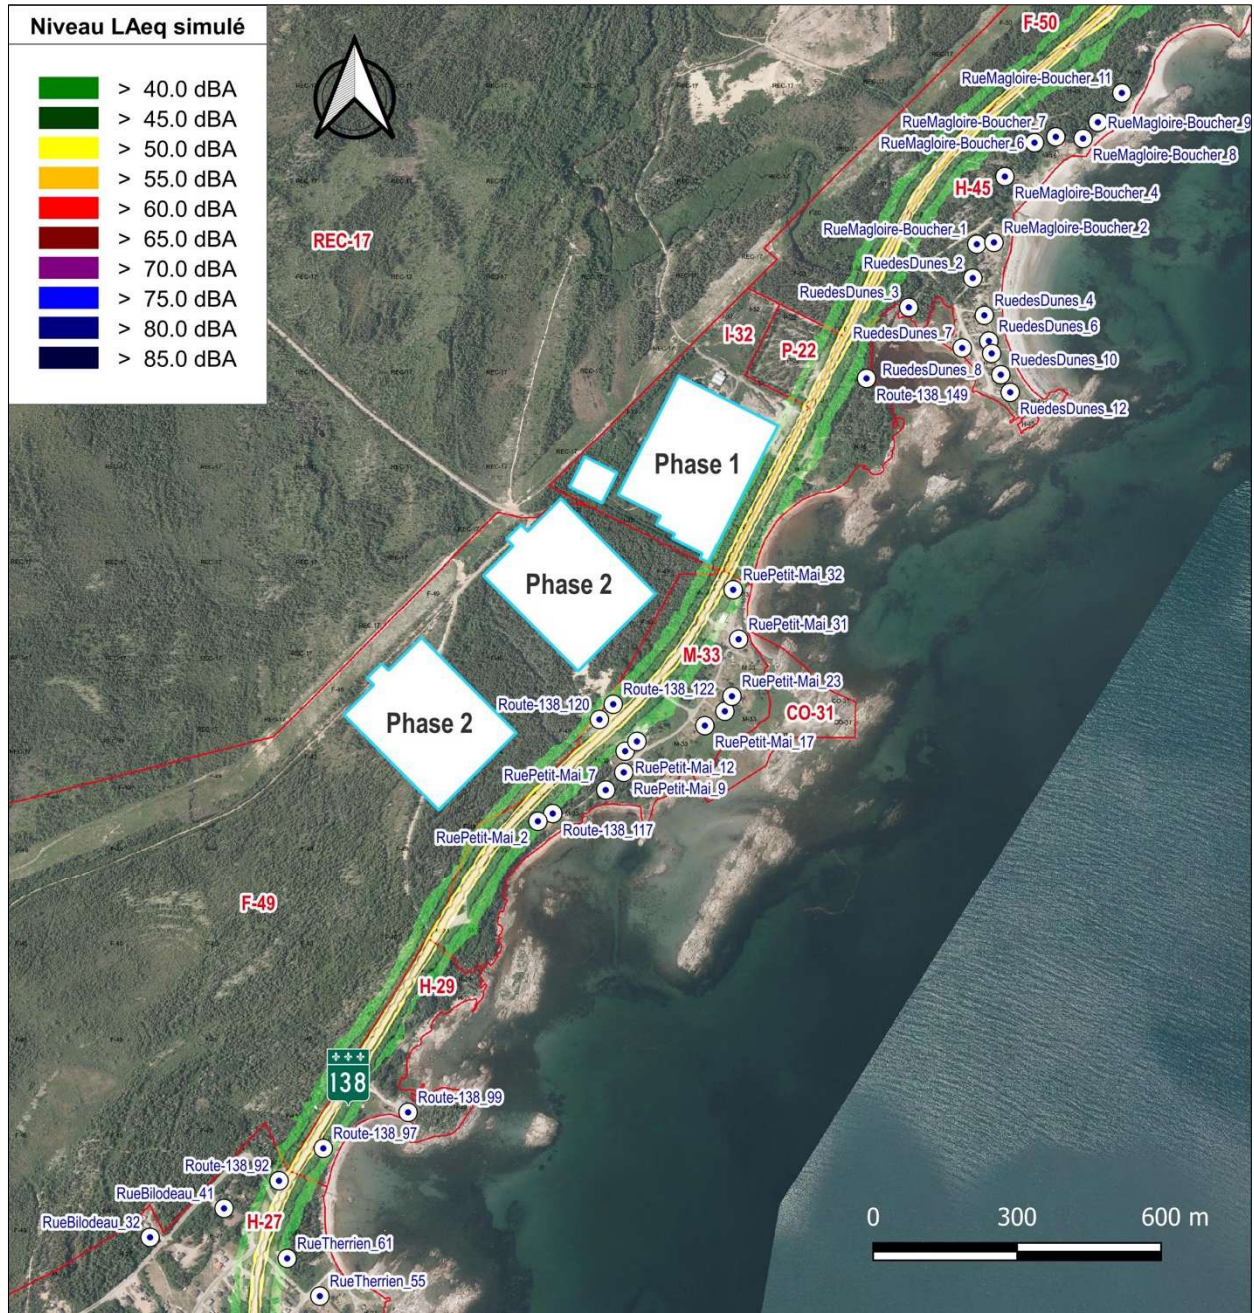 Niveau LAeq simulé
> 40.0 dBA
> 45.0 dBA
> 50.0 dBA
> 55.0 dBA
> 60.0 dBA
> 65.0 dBA
> 70.0 dBA
> 75.0 dBA
> 80.0 dBA
> 85.0 dBA
F-50
RueMagloire-Boucher_11
RueMagloire-Boucher_7
RueMagloire-Boucher_9
RueMagloire-Boucher_6
RueMagloire-Boucher_8
H-45
RueMagloire-Boucher_4
REC-17
RueMagloire-Boucher_1
RueMagloire-Boucher_2
RuedesDunes_2
RuedesDunes_3
RuedesDunes_4
RuedesDunes_6
I-32
P-22
RuedesDunes_7
RuedesDunes_10
RuedesDunes_8
Route-138_149
RuedesDunes_12
Phase 1
Phase 2
RuePetit-Mai_32
RuePetit-Mai_31
M-33
RuePetit-Mai_23
Route-138_122
Route-138_120
CO-31
Phase 2
RuePetit-Mai_17
RuePetit-Mai_12
RuePetit-Mai_7
RuePetit-Mai_9
Route-138_117
RuePetit-Mai_2
F-49
H-29
138
Route-138_99
Route-138_97
Route-138_92
RueBilodeau_41
RueBilodeau_32
H-27
RueTherrien_61
RueTherrien_55
0 300 600 m